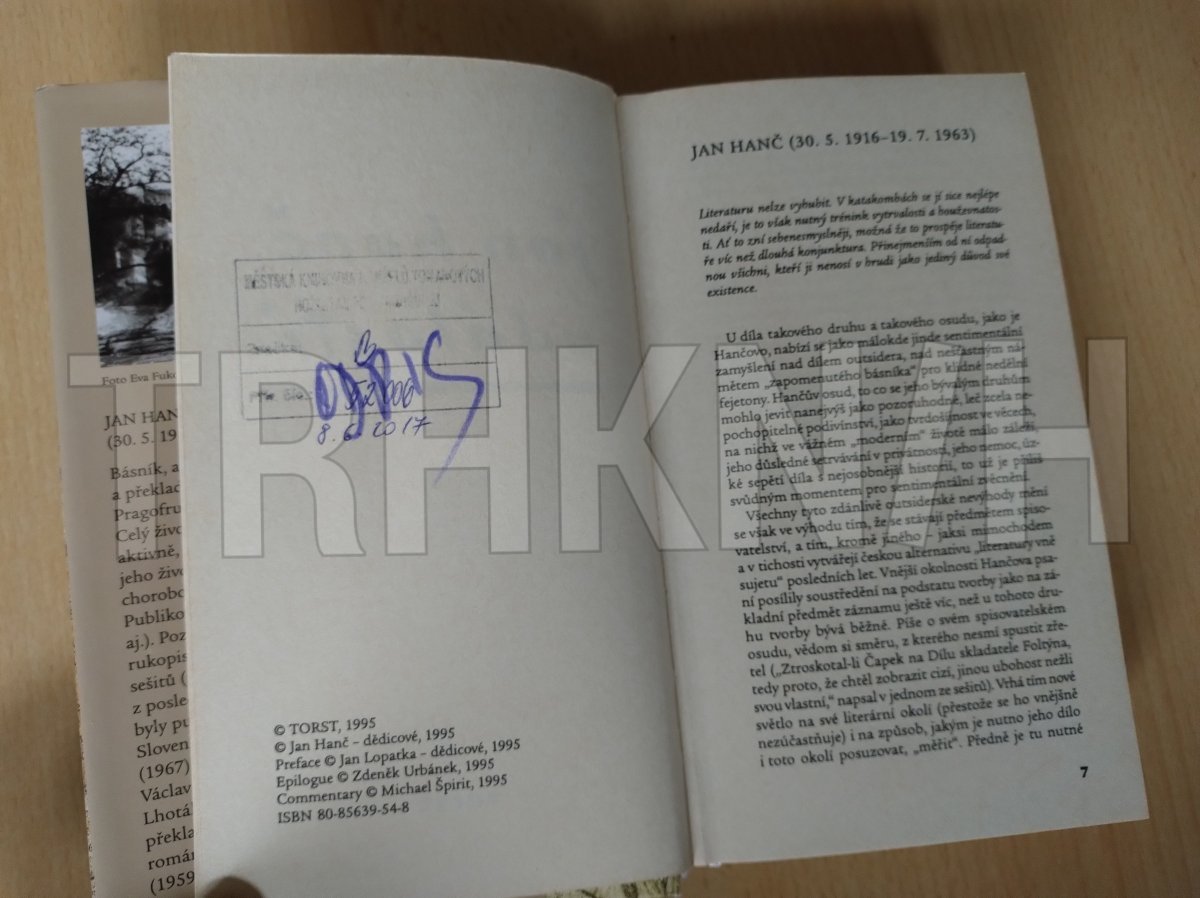 Foto Eva Fuko
JAN HAN
(30. 5. 19
Básník, a
a překlad
Pragofru
Celý živo
aktivně,
jeho živo
chorobo
Publiko
aj.). Poz
rukopis
sešitů (
z posle
byly pu
Sloven
(1967)
Václav
Lhoták
překla
román
(1959
MĚSTSKÁ KNIHOVNA
52006
8. 6 2017
© TORST, 1995
© Jan Hanč – dědicové, 1995
Preface © Jan Lopatka – dědicové, 1995
Epilogue © Zdeněk Urbánek, 1995
Commentary © Michael Špirit, 1995
ISBN 80-85639-54-8
JAN HANČ (30. 5. 1916–19. 7. 1963)
Literaturu nelze vyhubit. V katakombách se jí sice nejlépe
nedaří, je to však nutný trénink vytrvalosti a houževnatos-
ti. Ať to zní sebenesmyslněji, možná že to prospěje literatu-
ře víc než dlouhá konjunktura. Přinejmenším od ní odpad-
nou všichni, kteří ji nenosí v hrudi jako jediný důvod své
existence.
U díla takového druhu a takového osudu, jako je
Hančovo, nabízí se jako málokde jinde sentimentální
zamyšlení nad dílem outsidera, nad nešťastným ná-
mětem „zapomenutého básníka“ pro klidné nedělní
fejetony. Hančův osud, to co se jeho bývalým druhům
mohlo jevit nanejvýš jako pozoruhodné, leč zcela ne-
pochopitelné podivínství, jako tvrdošíjnost ve věcech,
na nichž ve vážném „moderním“ životě málo záleží,
jeho důsledné setrvávání v privátnosti, jeho nemoc, úz-
ké sepětí díla s nejosobnější historií, to už je příliš
svůdným momentem pro sentimentální zvěcnění.
Všechny tyto zdánlivě outsiderské nevýhody mění
se však ve výhodu tím, že se stávají předmětem spiso-
vatelství, a tím, kromě jiného – jaksi mimochodem
a v tichosti vytvářejí českou alternativu „literatury vně
sujetu“ posledních let. Vnější okolnosti Hančova psa-
ní posílily soustředění na podstatu tvorby jako na zá-
kladní předmět záznamu ještě víc, než u tohoto dru-
hu tvorby bývá běžné. Píše o svém spisovatelském
osudu, vědom si směru, z kterého nesmí spustit zře-
tel („Ztroskotal-li Čapek na Dílu skladatele Foltýna,
tedy proto, že chtěl zobrazit cizí, jinou ubohost nežli
svou vlastní,“ napsal v jednom ze sešitů). Vrhá tím nové
světlo na své literární okolí (přestože se ho vnějšně
nezúčastňuje) i na způsob, jakým je nutno jeho dílo
i toto okolí posuzovat, „měřit“. Předně je tu nutné
7
TRHKNIH